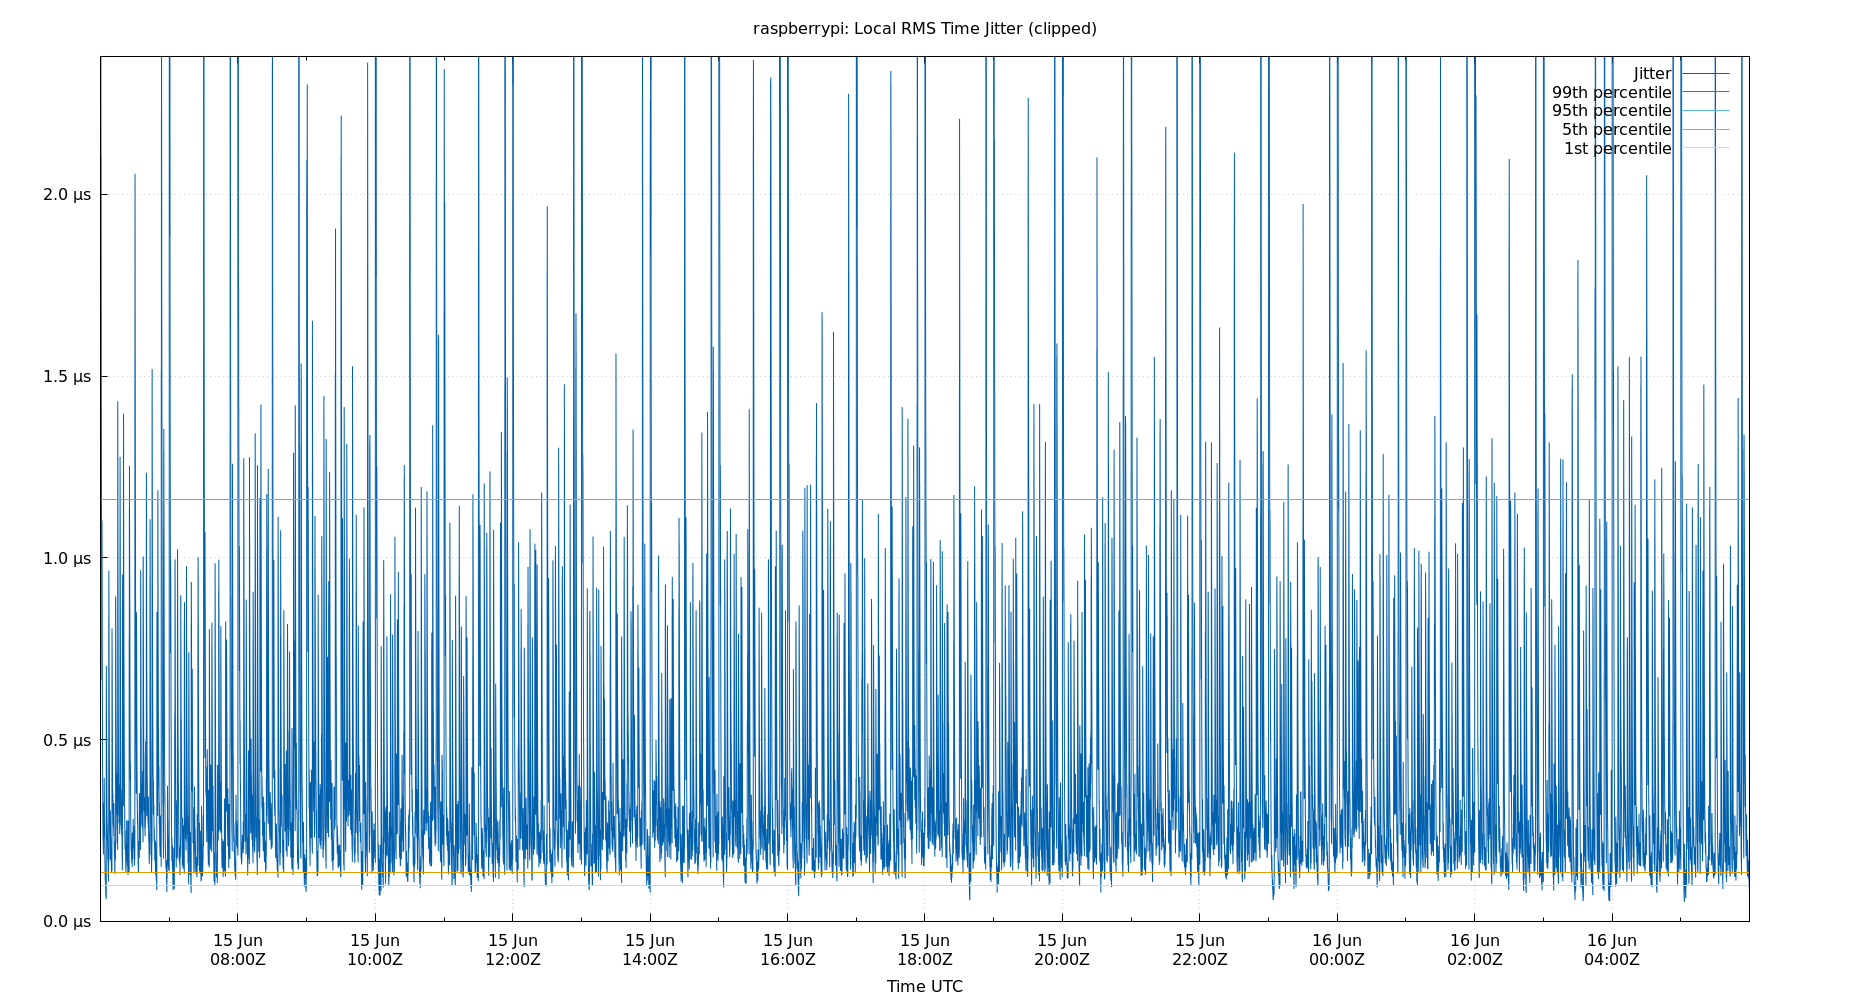 raspberrypi: Local RMS Time Jitter (clipped)
Jitter
99th percentile
95th percentile
5th percentile
1st percentile
2.0 µs
1.5 µs
1.0 µs
0.5 µs
0.0 µs
15 Jun 15 Jun 15 Jun 15 Jun 15 Jun 15 Jun 15 Jun 15 Jun 16 Jun 16 Jun 16 Jun
08:00Z 10:00Z 12:00Z 14:00Z 16:00Z 18:00Z 20:00Z 22:00Z 00:00Z 02:00Z 04:00Z
Time UTC